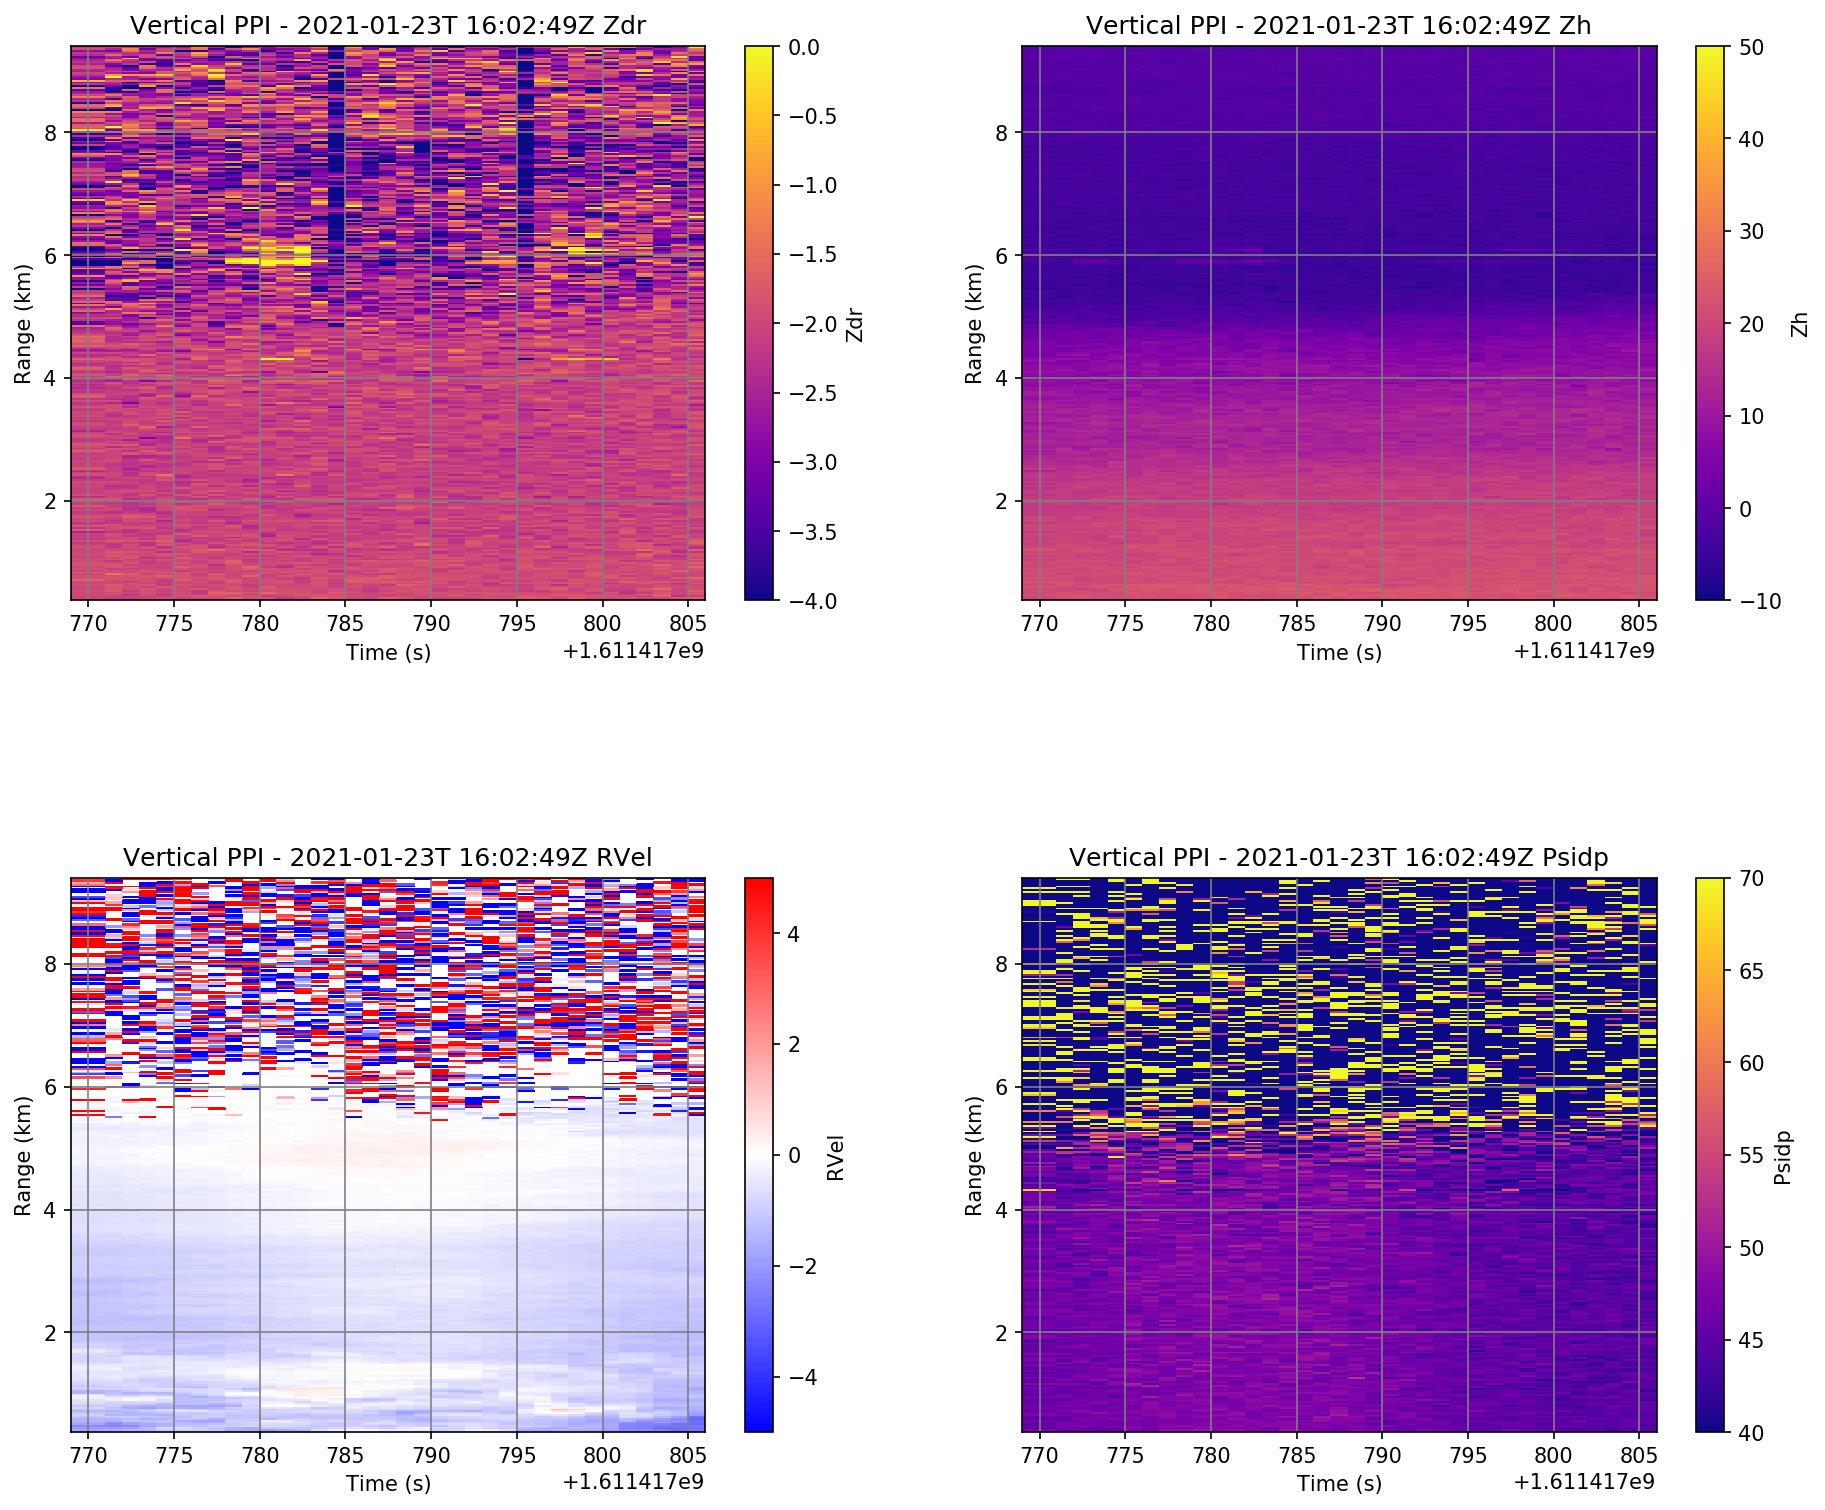 Vertical PPI - 2021-01-23T 16:02:49Z Zdr
8
6
4
2
Range (km)
770 775 780 785 790 795 800 805
Time (s)
+1.611417e9
0.0
−0.5
−1.0
−1.5
−2.0
−2.5
−3.0
−3.5
−4.0
Zdr
Vertical PPI - 2021-01-23T 16:02:49Z Zh
8
6
4
2
Range (km)
770 775 780 785 790 795 800 805
Time (s)
+1.611417e9
50
40
30
20
10
0
−10
Zh
Vertical PPI - 2021-01-23T 16:02:49Z RVel
8
6
4
2
Range (km)
770 775 780 785 790 795 800 805
Time (s)
+1.611417e9
4
2
0
−2
−4
RVel
Vertical PPI - 2021-01-23T 16:02:49Z Psidp
8
6
4
2
Range (km)
770 775 780 785 790 795 800 805
Time (s)
+1.611417e9
70
65
60
55
50
45
40
Psidp